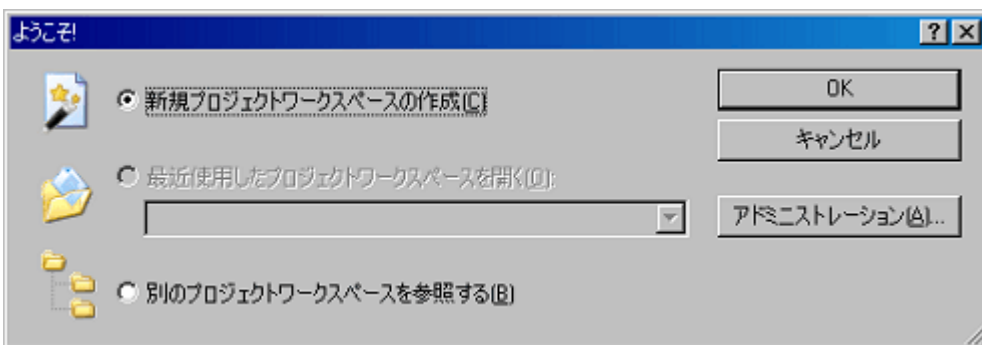 ようこそ!
新規プロジェクトワークスペースの作成(C)
OK
キャンセル
最近使用したプロジェクトワークスペースを開く(O):
アドミニストレーション(A)...
別のプロジェクトワークスペースを参照する(B)